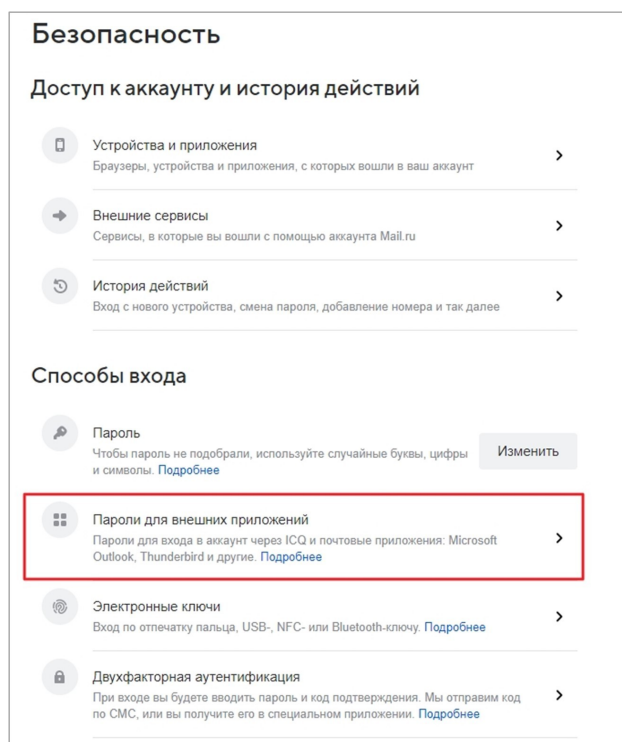 Безопасность
Доступ к аккаунту и история действий
Устройства и приложения
Браузеры, устройства и приложения, с которых вошли в ваш аккаунт
Внешние сервисы
Сервисы, в которые вы вошли с помощью аккаунта Mail.ru
История действий
Вход с нового устройства, смена пароля, добавление номера и так далее
Способы входа
Пароль
Чтобы пароль не подобрали, используйте случайные буквы, цифры
и символы. Подробнее
Изменить
Пароли для внешних приложений
Пароли для входа в аккаунт через ICQ и почтовые приложения: Microsoft
Outlook, Thunderbird и другие. Подробнее
Электронные ключи
Вход по отпечатку пальца, USB-, NFC- или Bluetooth-ключу. Подробнее
Двухфакторная аутентификация
При входе вы будете вводить пароль и код подтверждения. Мы отправим код
по СМС, или вы получите его в специальном приложении. Подробнее